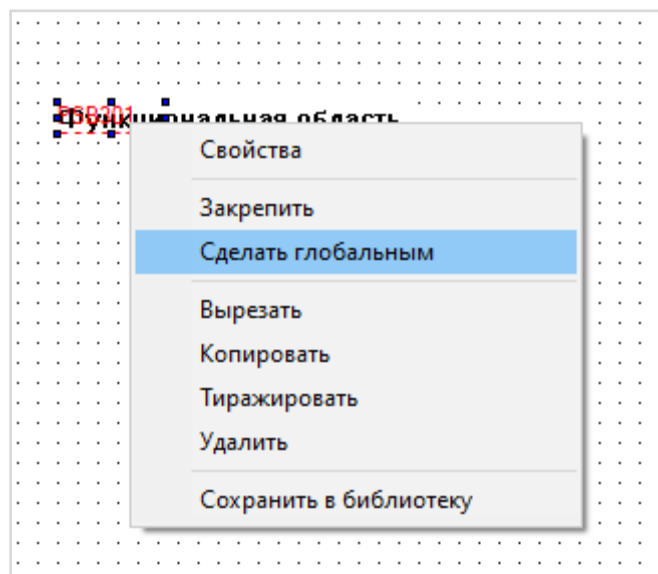 Функциональная область
Свойства
Закрепить
Сделать глобальным
Вырезать
Копировать
Тиражировать
Удалить
Сохранить в библиотеку